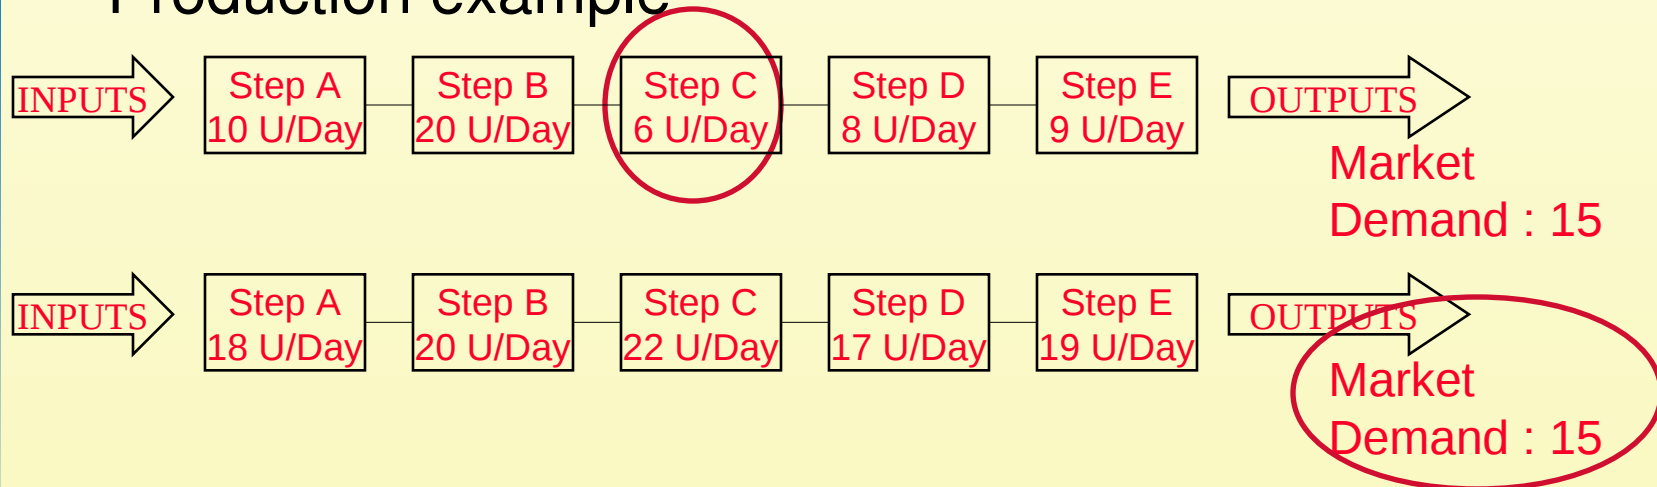 Production example
INPUTS
Step A
10 U/Day
Step B
20 U/Day
Step C
6 U/Day
Step D
8 U/Day
Step E
9 U/Day
OUTPUTS
Market
Demand : 15
INPUTS
Step A
18 U/Day
Step B
20 U/Day
Step C
22 U/Day
Step D
17 U/Day
Step E
19 U/Day
OUTPUTS
Market
Demand : 15